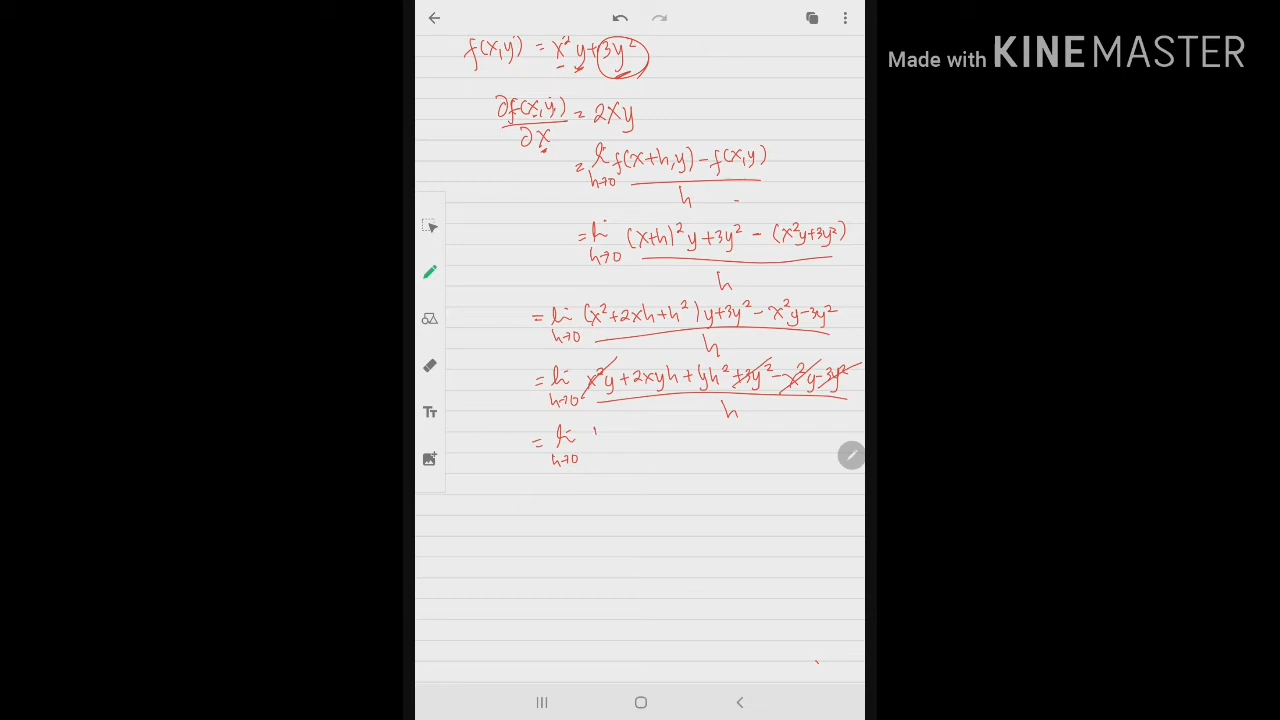 Made with KINEMASTER
f(x,y) = x²y+3y²
∂f(x,y)/∂x = 2xy
= lim h→0 f(x+h,y) - f(x,y) / h
= lim h→0 (x+h)²y+3y² - (x²y+3y²) / h
= lim h→0 (x²+2xh+h²)y+3y² - x²y-3y² / h
= lim h→0 x²y+2xyh+yh²+3y² - x²y-3y² / h
= lim h→0
Tт